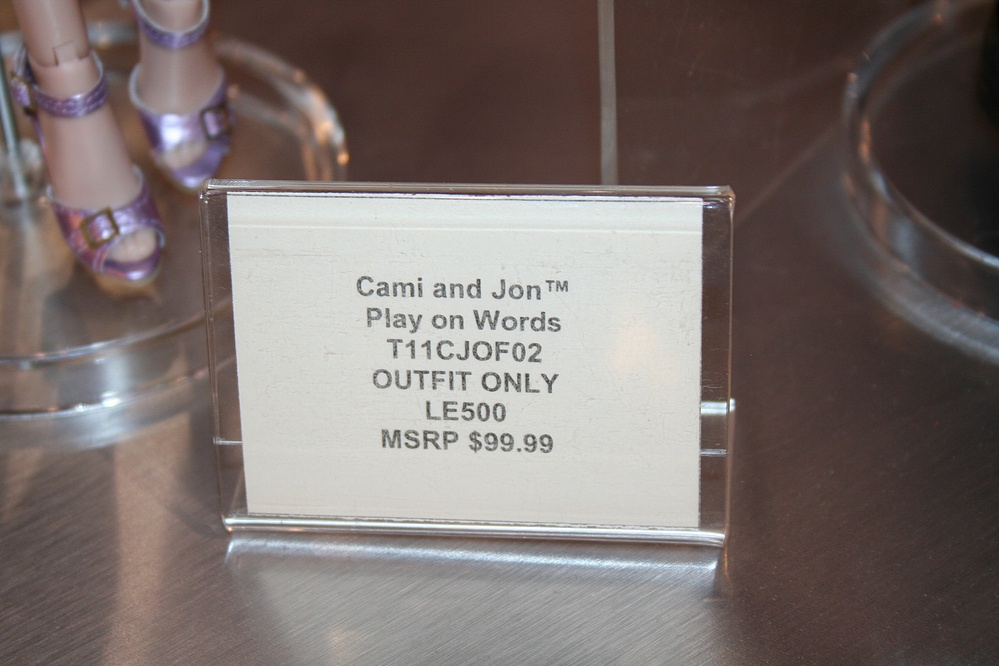 Cami and Jon™
Play on Words
T11CJOF02
OUTFIT ONLY
LE500
MSRP $99.99